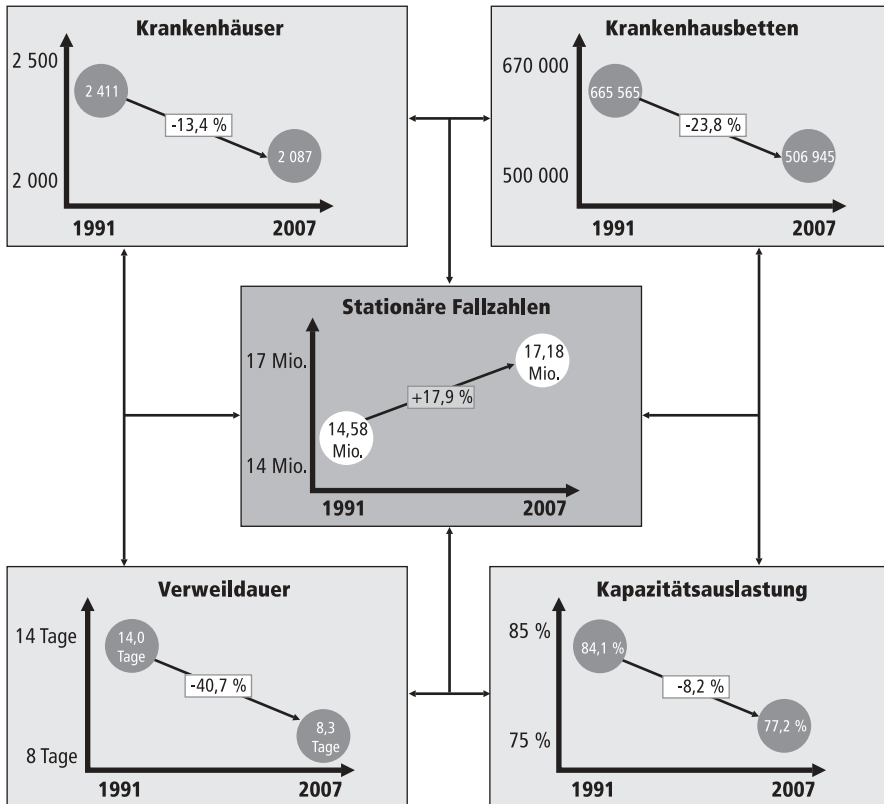 Krankenhäuser
2 500
2 411
-13,4 %
2 087
2 000
1991 2007
Krankenhausbetten
670 000
665 565
-23,8 %
506 945
500 000
1991 2007
Stationäre Fallzahlen
17 Mio.
17,18
Mio.
+17,9 %
14,58
Mio.
14 Mio.
1991 2007
Verweildauer
14 Tage
14,0
Tage
-40,7 %
8,3
Tage
8 Tage
1991 2007
Kapazitätsauslastung
85 %
84,1 %
-8,2 %
77,2 %
75 %
1991 2007